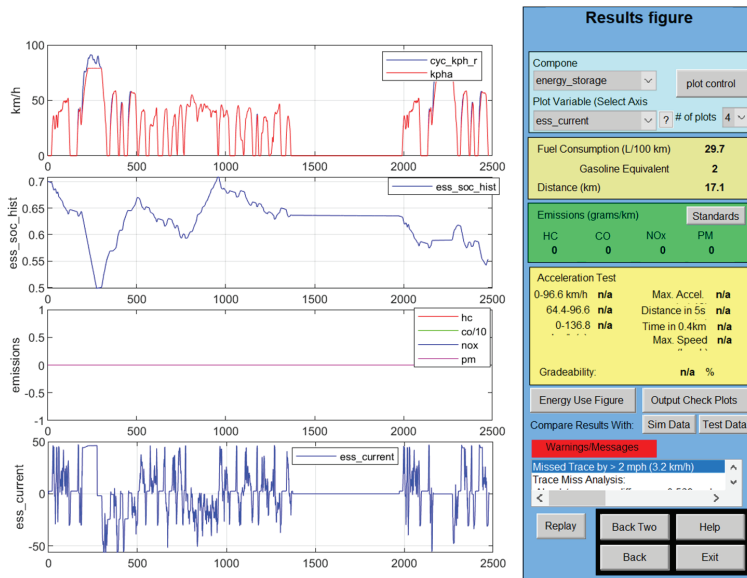 Results figure
100
50
0
km/h
cyc_kph_r
kpha
0
500
1000
1500
2000
2500
0.7
0.65
0.6
0.55
0.5
ess_soc_hist
ess_soc_hist
0
500
1000
1500
2000
2500
1
0.5
0
-0.5
-1
emissions
hc
co/10
nox
pm
0
500
1000
1500
2000
2500
50
0
-50
ess_current
ess_current
0
500
1000
1500
2000
2500
Compone
energy_storage
plot control
Plot Variable (Select Axis
ess_current ? # of plots 4
Fuel Consumption (L/100 km) 29.7
Gasoline Equivalent 2
Distance (km) 17.1
Emissions (grams/km) Standards
HC CO NOx PM
0 0 0 0
Acceleration Test
0-96.6 km/h n/a Max. Accel. n/a
64.4-96.6 n/a Distance in 5s n/a
0-136.8 n/a Time in 0.4km n/a
Max. Speed n/a
Gradeability: n/a %
Energy Use Figure Output Check Plots
Compare Results With: Sim Data Test Data
Warnings/Messages
Missed Trace by > 2 mph (3.2 km/h)
Trace Miss Analysis:
Replay Back Two Help
Back Exit